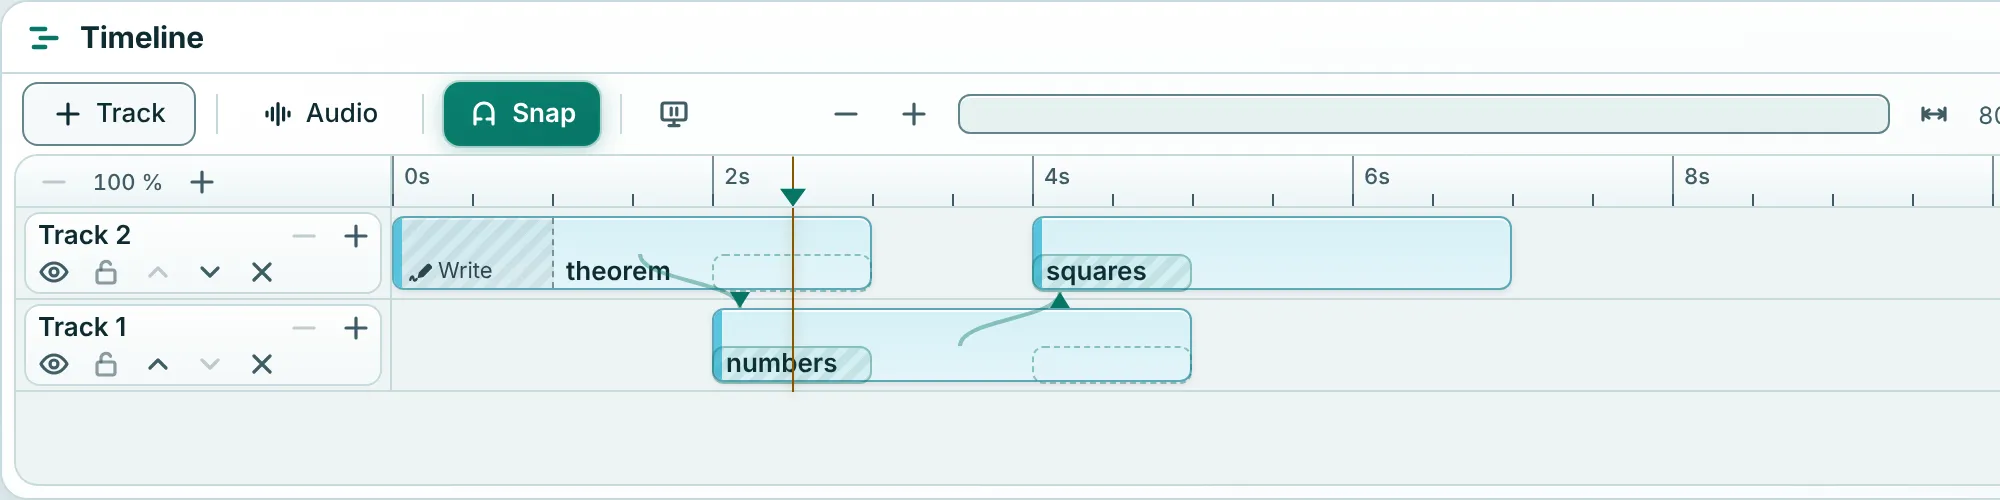 Timeline
Track Audio Snap
100 % 0s 2s 4s 6s 8s
Track 2 Write theorem squares
Track 1 numbers